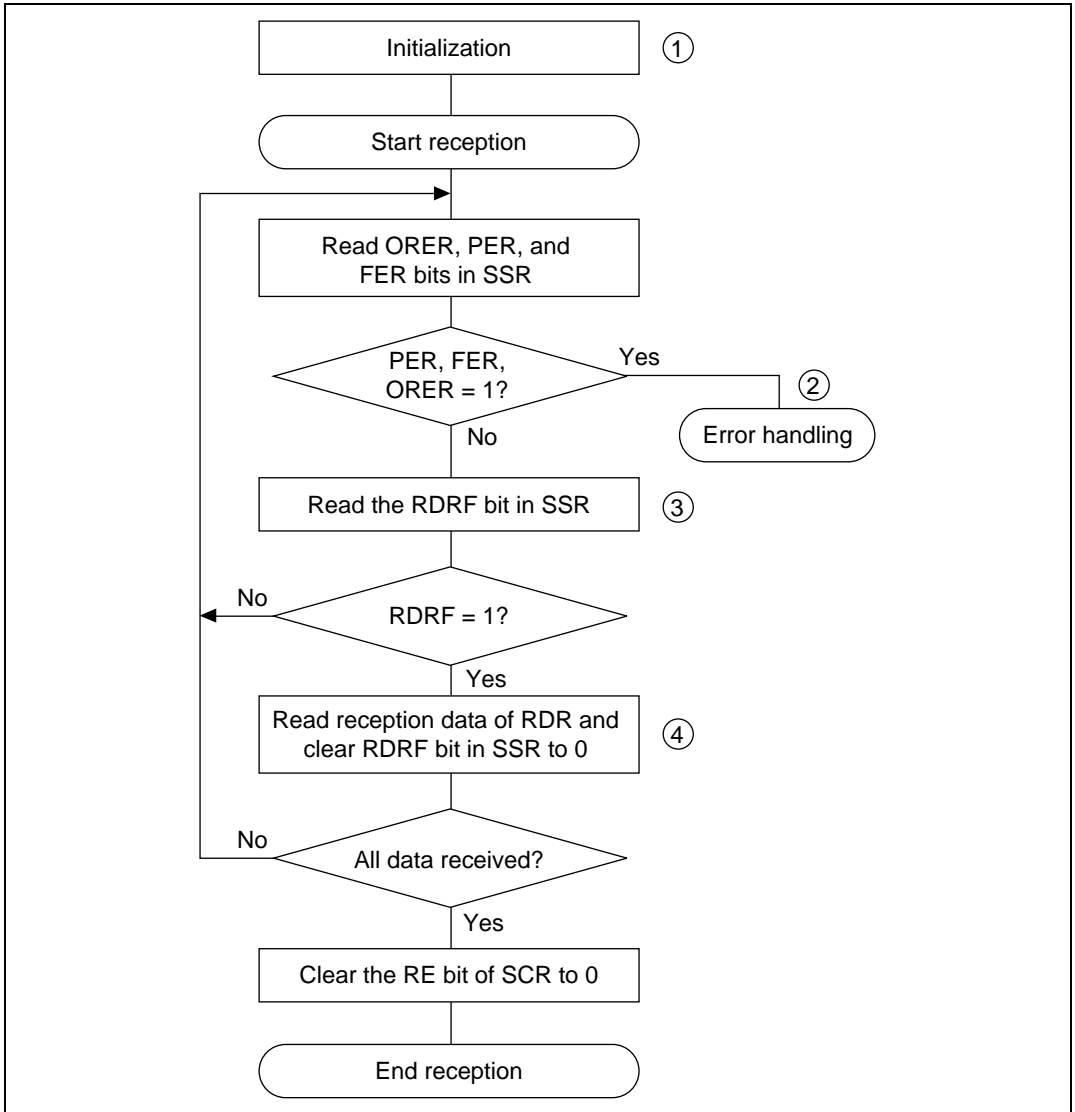 Initialization
1
Start reception
Read ORER, PER, and
FER bits in SSR
PER, FER,
ORER = 1?
Yes
2
Error handling
No
Read the RDRF bit in SSR
3
No
RDRF = 1?
Yes
Read reception data of RDR and
clear RDRF bit in SSR to 0
4
No
All data received?
Yes
Clear the RE bit of SCR to 0
End reception